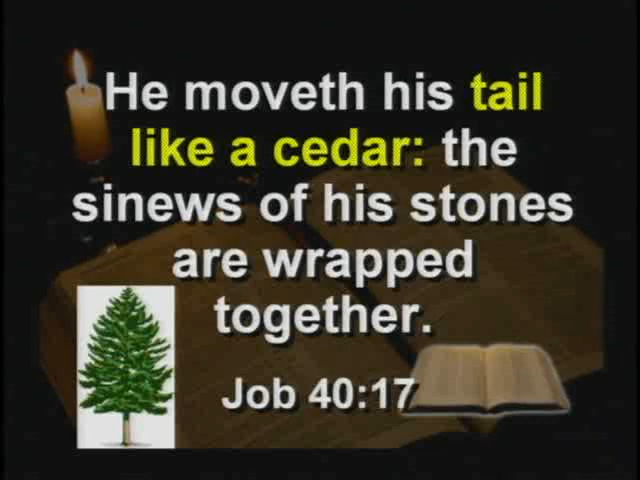 He moveth his tail
like a cedar: the
sinews of his stones
are wrapped
together.
Job 40:17